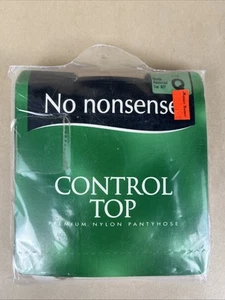 No nonsense
CONTROL
TOP
PREMIUM NYLON PANTYHOSE